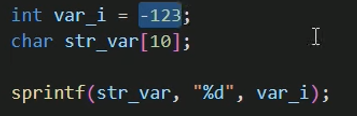 int var_i = -123;
char str_var[10];
sprintf(str_var, "%d", var_i);